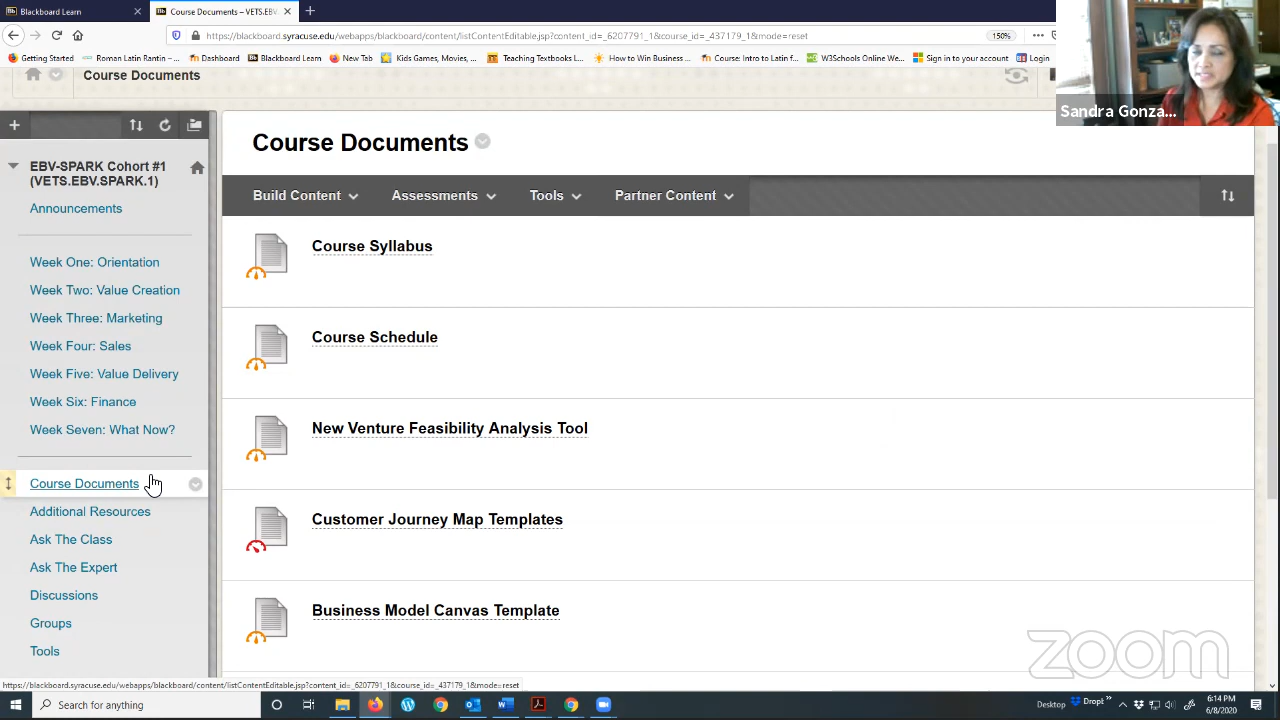 Blackboard Learn
Course Documents – VETS.EBV.S
https://blackboard.syracuse.edu/webapps/blackboard/content/listContentEditable.jsp?content_id=_6207791_1&course_id=_437179_1&mode=reset
150%
Getting Started
Roman Latin Rantin –
Dashboard
Blackboard Learn
New Tab
Kids Games, Movies,...
Teaching Textbooks L...
How to Win Business ...
Course: Intro to Latin f...
W3Schools Online We...
Sign in to your account
Login
Sandra Gonza...
Course Documents
EBV-SPARK Cohort #1
(VETS.EBV.SPARK.1)
Announcements
Week One: Orientation
Week Two: Value Creation
Week Three: Marketing
Week Four: Sales
Week Five: Value Delivery
Week Six: Finance
Week Seven: What Now?
Course Documents
Additional Resources
Ask The Class
Ask The Expert
Discussions
Groups
Tools
Course Documents
Build Content
Assessments
Tools
Partner Content
Course Syllabus
Course Schedule
New Venture Feasibility Analysis Tool
Customer Journey Map Templates
Business Model Canvas Template
zoom
https://blackboard.syracuse.edu/webapps/blackboard/content/listContentEditable.jsp?content_id=_6207791_1&course_id=_437179_1&mode=reset
Search for anything
Desktop
Dropl
6:14 PM
6/8/2020